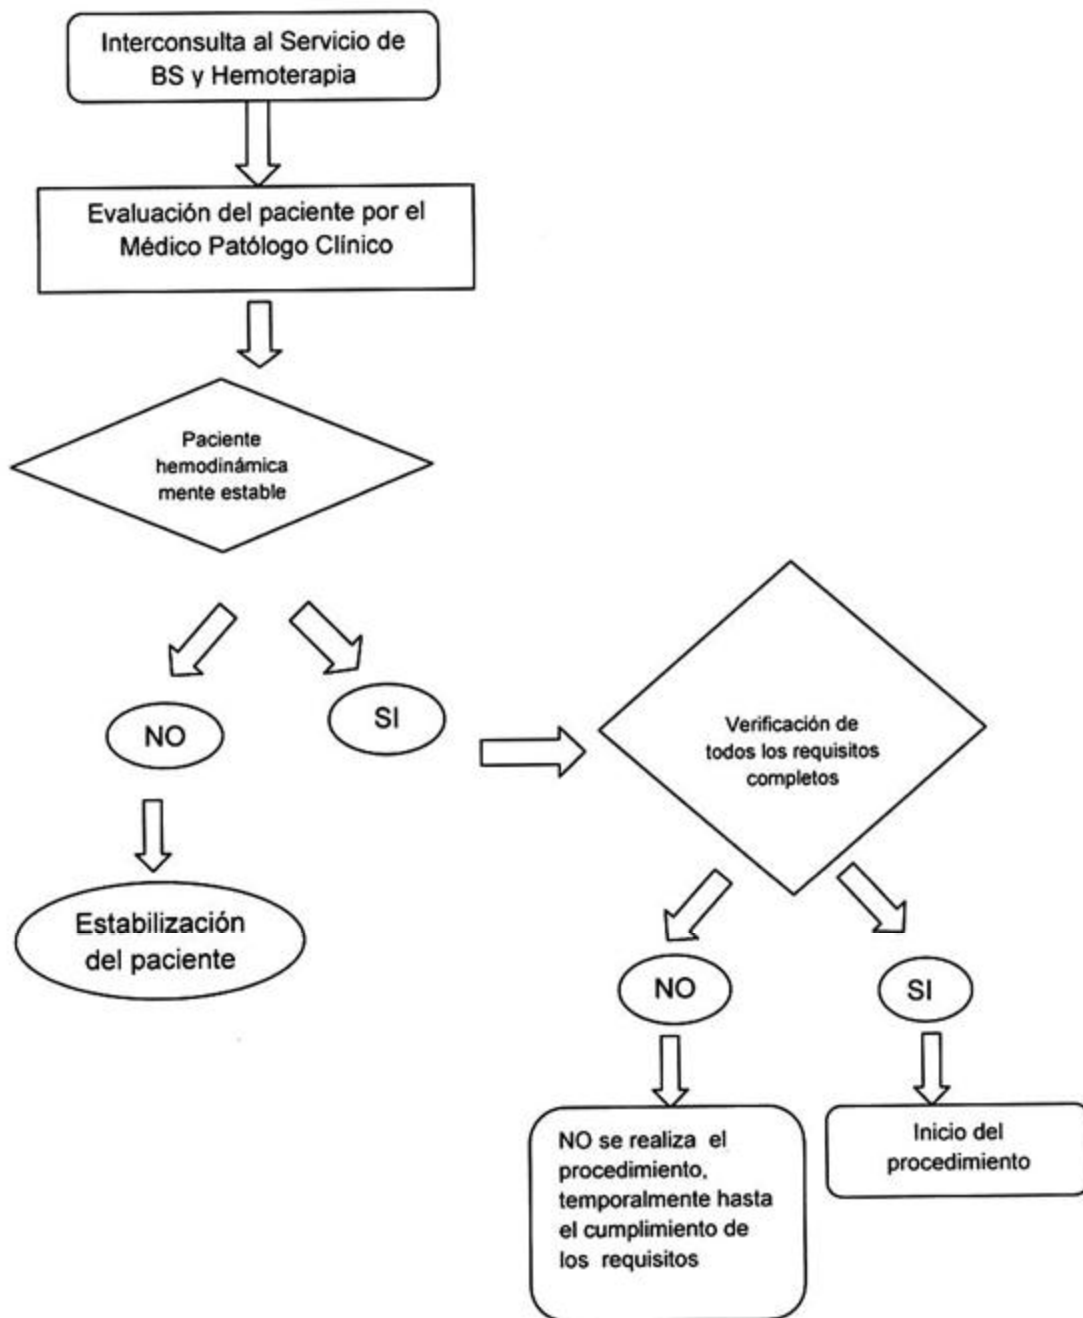 Interconsulta al Servicio de
BS y Hemoterapia
Evaluación del paciente por el
Médico Patólogo Clínico
Paciente
hemodinámica
mente estable
NO
SI
Estabilización
del paciente
Verificación de
todos los requisitos
completos
NO
SI
NO se realiza el
procedimiento,
temporalmente hasta
el cumplimiento de
los requisitos
Inicio del
procedimiento